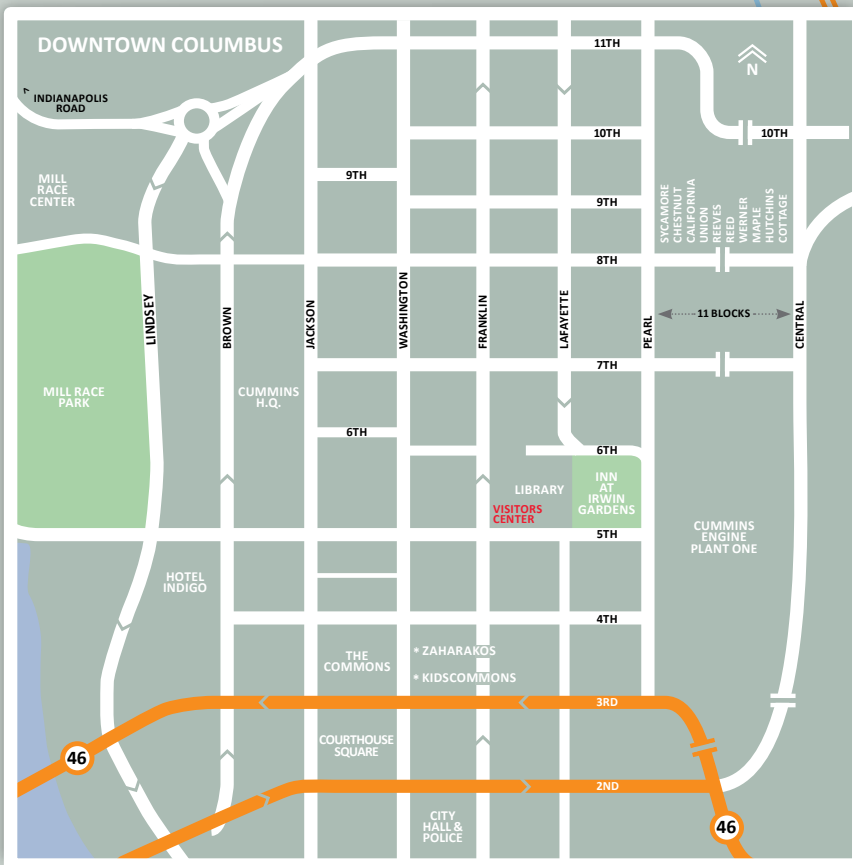 DOWNTOWN COLUMBUS
11TH
N
INDIANAPOLIS
ROAD
10TH
10TH
MILL
RACE
CENTER
9TH
9TH
SYCAMORE
CHESTNUT
CALIFORNIA
UNION
REEVES
REED
WERNER
MAPLE
HUTCHINS
COTTAGE
8TH
LINDSEY
BROWN
JACKSON
WASHINGTON
FRANKLIN
LAFAYETTE
PEARL
11 BLOCKS
CENTRAL
7TH
MILL RACE
PARK
CUMMINS
H.Q.
6TH
6TH
LIBRARY
INN
AT
IRWIN
GARDENS
VISITORS
CENTER
5TH
CUMMINS
ENGINE
PLANT ONE
HOTEL
INDIGO
4TH
THE
COMMONS
* ZAHARAKOS
* KIDSCOMMONS
3RD
COURTHOUSE
SQUARE
46
2ND
CITY
HALL &
POLICE
46